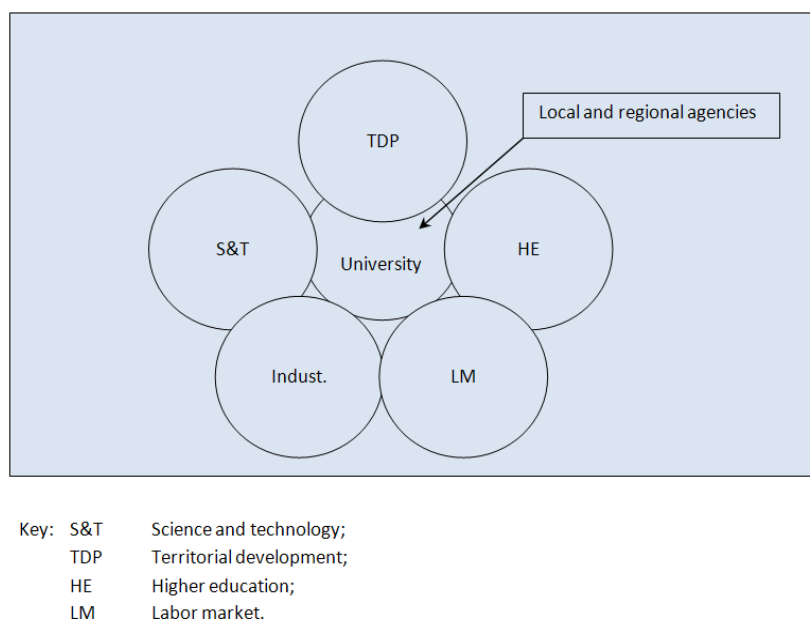 Local and regional agencies
TDP
S&T
University
HE
Indust.
LM
Key: S&T Science and technology;
TDP Territorial development;
HE Higher education;
LM Labor market.